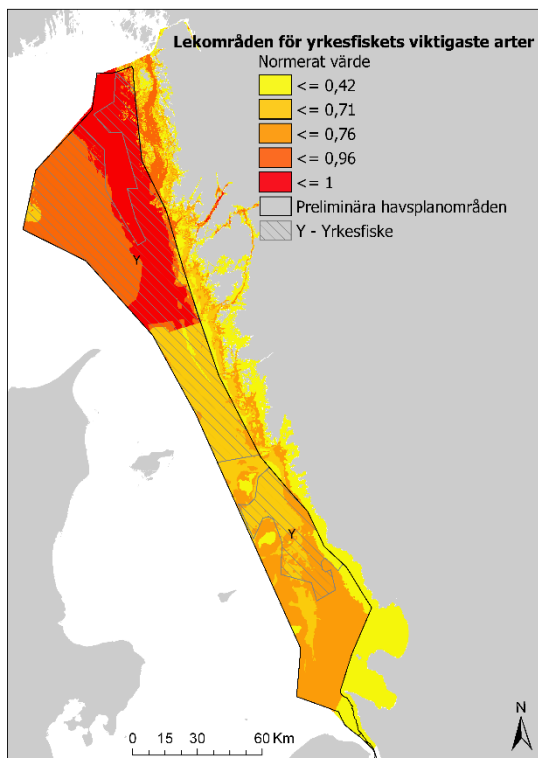 Lekområden för yrkesfiskets viktigaste arter
Normerat värde
<= 0,42
<= 0,71
<= 0,76
<= 0,96
<= 1
Preliminära havsplanområden
Y - Yrkesfiske
Y
Y
N
0 15 30 60 Km